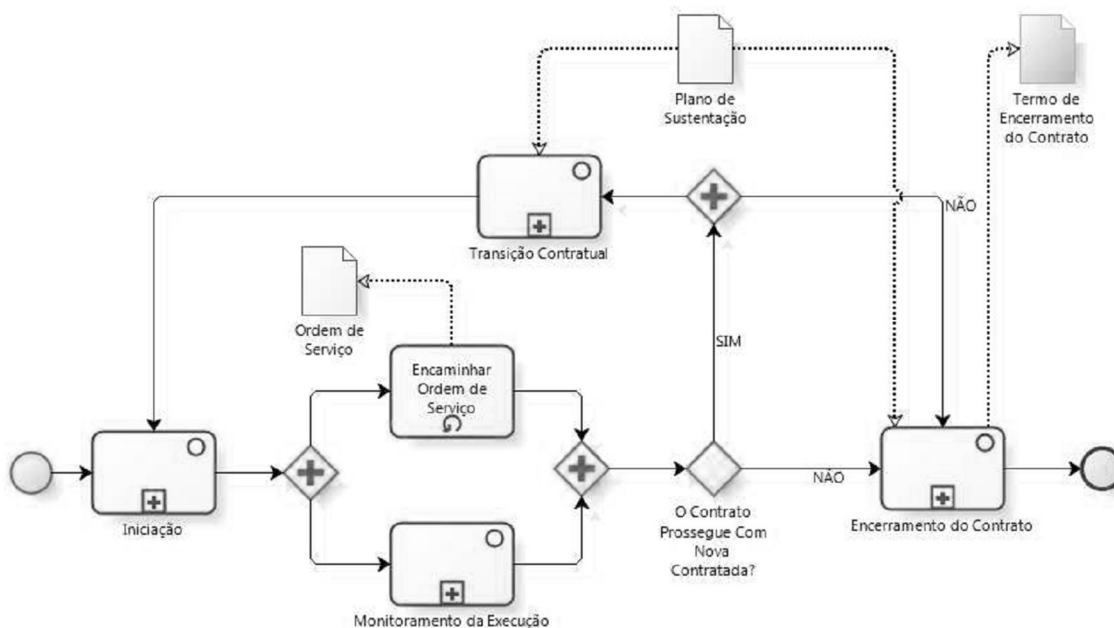 Plano de
Sustentação
Termo de
Encerramento
do Contrato
NÃO
Transição Contratual
Ordem de
Serviço
SIM
Encaminhar
Ordem de
Serviço
Iniciação
NÃO
O Contrato
Prossegue Com
Nova
Contratada?
Encerramento do Contrato
Monitoramento da Execução